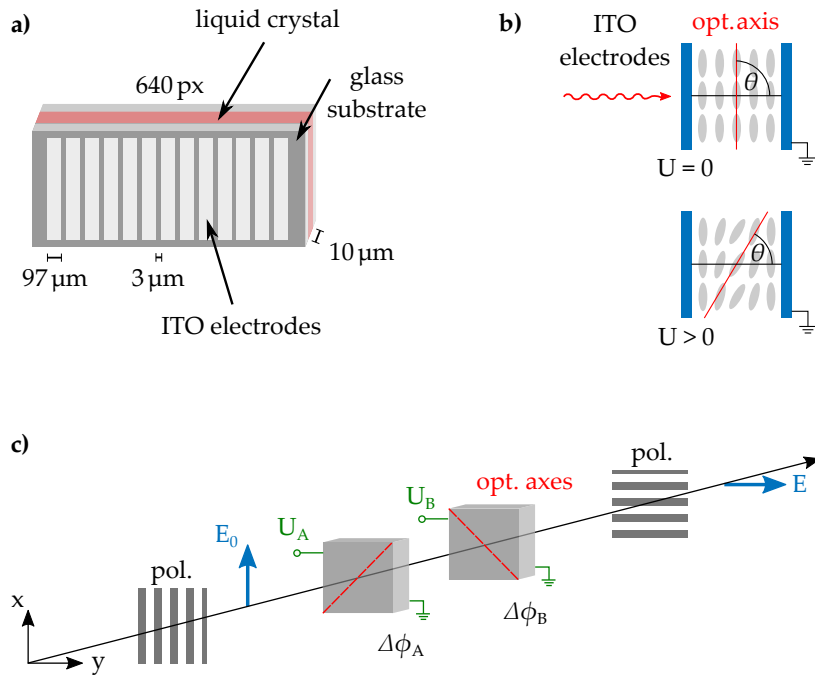 a)
liquid crystal
640 px
glass
substrate
10 µm
97 µm
3 µm
ITO electrodes
b)
ITO
electrodes
opt.axis
θ
U = 0
θ
U > 0
c)
x
y
pol.
E₀
U_A
Δϕ_A
U_B
opt. axes
Δϕ_B
pol.
E